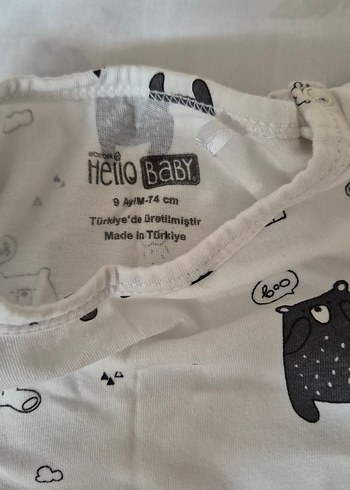 Hello BABY
9 Ay/M-74 cm
Türkiye'de üretilmiştir
Made in Türkiye
boo